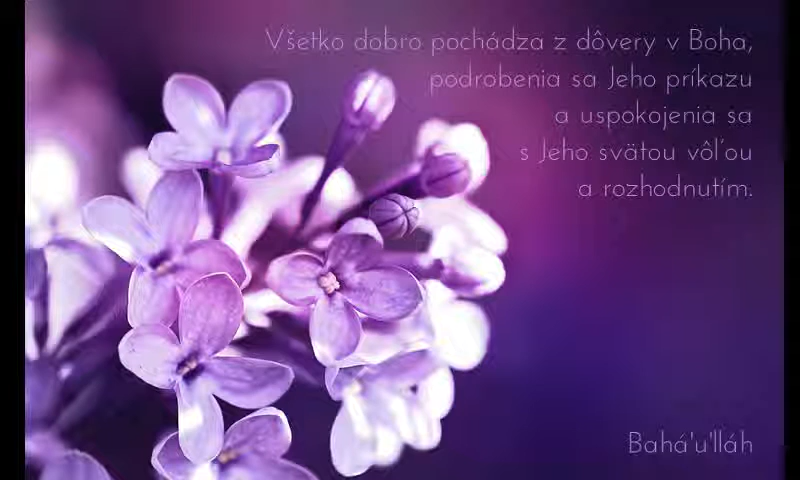 Všetko dobro pochádza z dôvery v Boha,
podrobenia sa Jeho príkazu
a uspokojenia sa
s Jeho svätou vôľou
a rozhodnutím.
Bahá'u'lláh